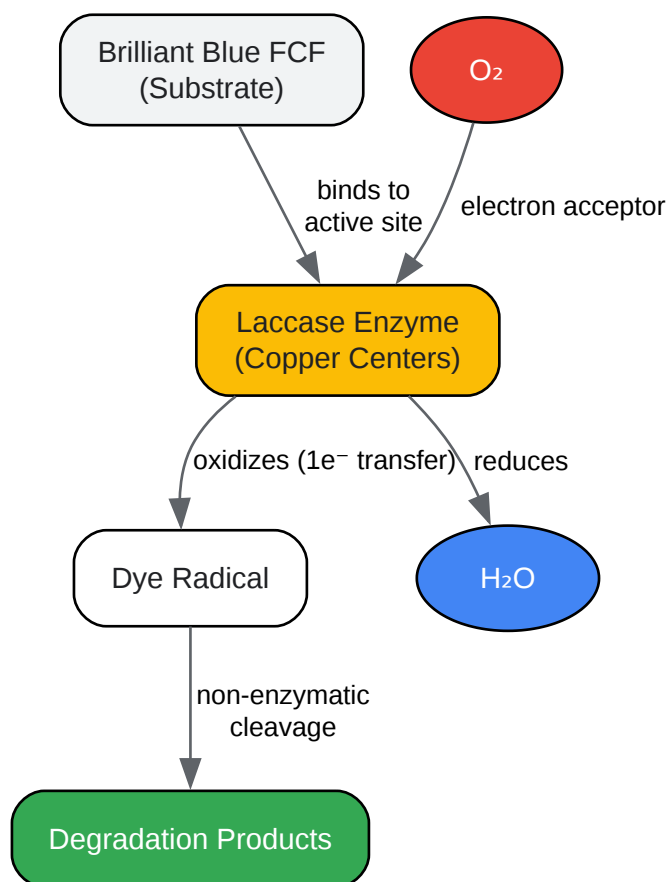 Brilliant Blue FCF
(Substrate)
O₂
binds to
active site
electron acceptor
Laccase Enzyme
(Copper Centers)
oxidizes (1e⁻ transfer)
reduces
Dye Radical
H₂O
non-enzymatic
cleavage
Degradation Products